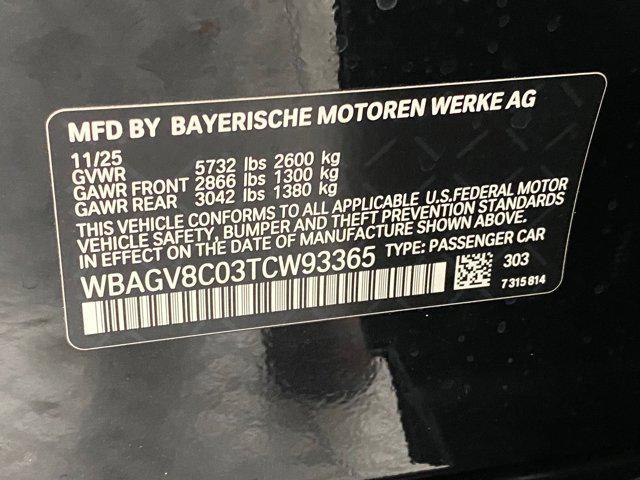 MFD BY BAYERISCHE MOTOREN WERKE AG
11/25
GVWR 5732 lbs 2600 kg
GAWR FRONT 2866 lbs 1300 kg
GAWR REAR 3042 lbs 1380 kg
THIS VEHICLE CONFORMS TO ALL APPLICABLE U.S.FEDERAL MOTOR
VEHICLE SAFETY, BUMPER AND THEFT PREVENTION STANDARDS
IN EFFECT ON THE DATE OF MANUFACTURE SHOWN ABOVE.
WBAGV8C03TCW93365 TYPE: PASSENGER CAR
303
7315814